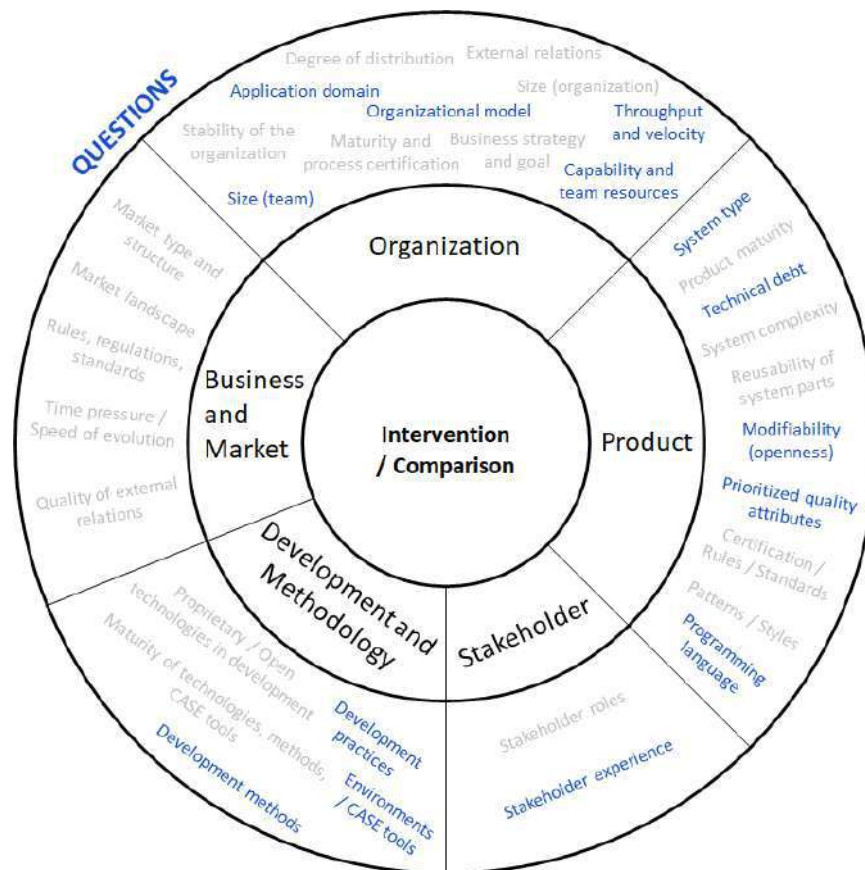 QUESTIONS
Degree of distribution
External relations
Application domain
Size (organization)
Organizational model
Throughput
and velocity
Stability of the
organization
Maturity and
process certification
Business strategy
and goal
Capability and
team resources
Size (team)
Organization
System type
Product maturity
Technical debt
System complexity
Reusability of
system parts
Modifiability
(openness)
Prioritized quality
attributes
Certification /
Rules / Standards
Patterns / Styles
Programming
language
Product
Market type and
structure
Market landscape
Rules, regulations,
standards
Time pressure /
Speed of evolution
Quality of external
relations
Business
and
Market
Intervention
/ Comparison
Development and
Methodology
Proprietary / Open
technologies in development
Maturity of technologies, methods,
CASE tools
Development methods
Development
practices
Environments
/ CASE tools
Stakeholder
Stakeholder roles
Stakeholder experience